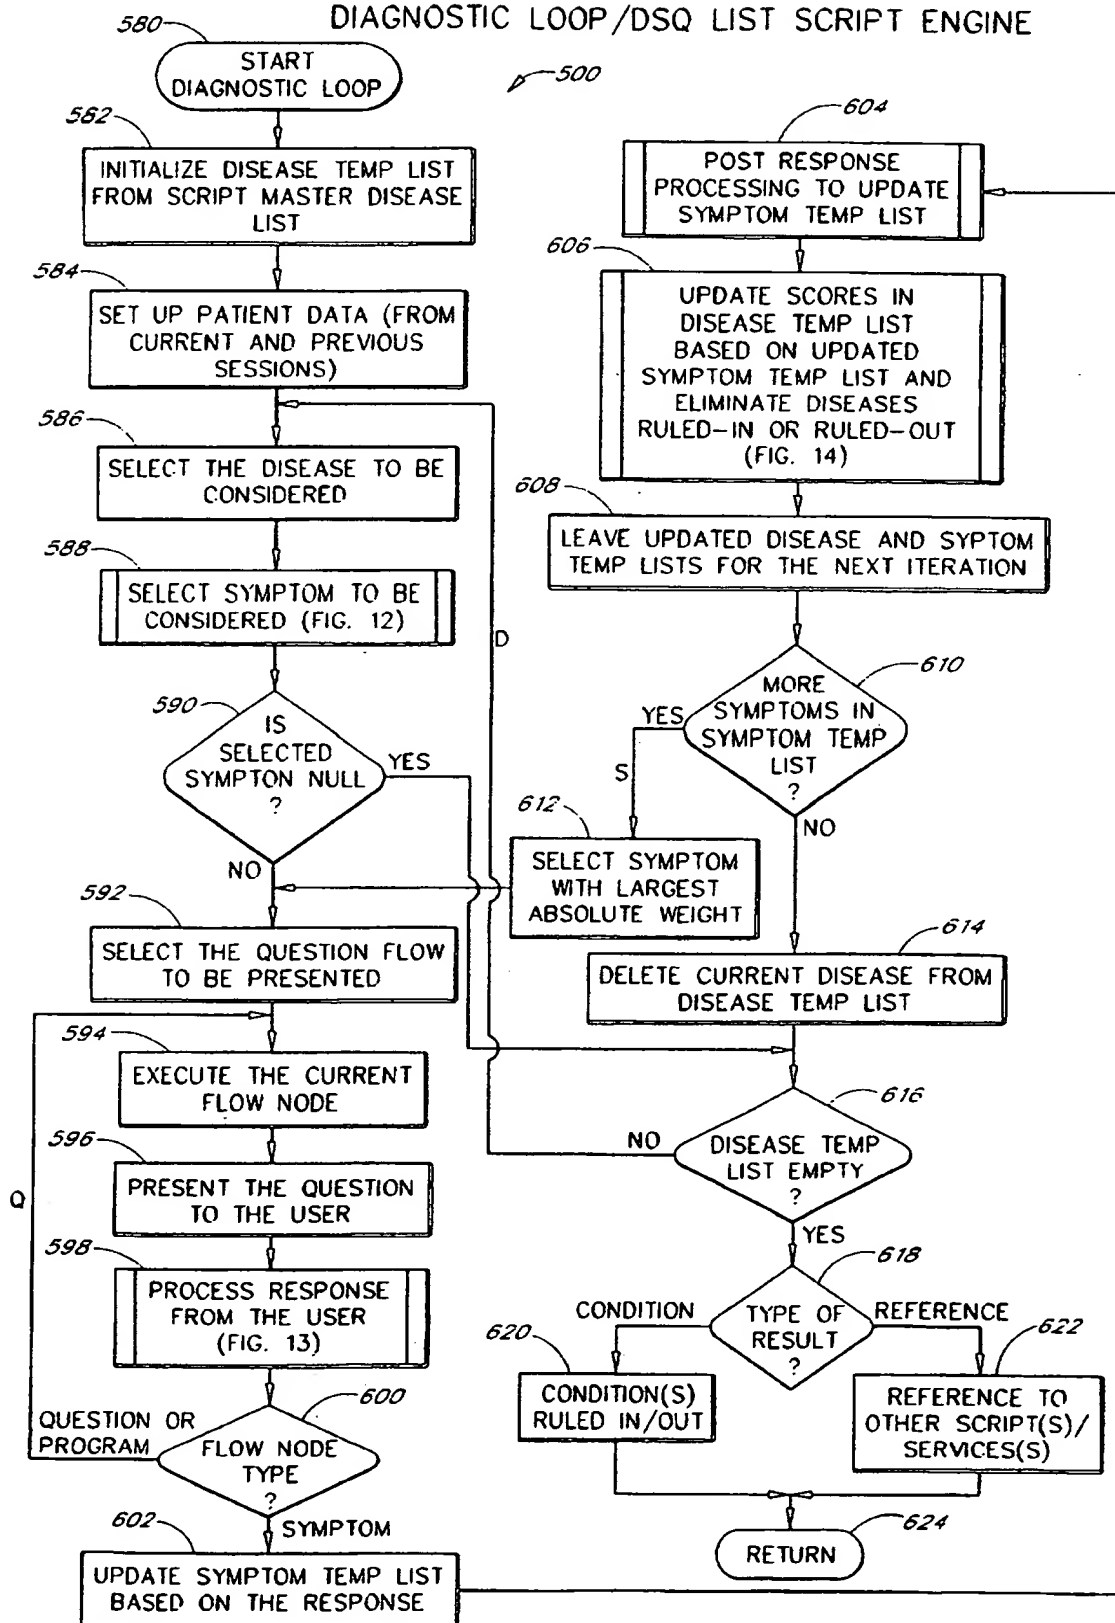 DIAGNOSTIC LOOP/DSQ LIST SCRIPT ENGINE
580
START
DIAGNOSTIC LOOP
500
582
INITIALIZE DISEASE TEMP LIST
FROM SCRIPT MASTER DISEASE
LIST
584
SET UP PATIENT DATA (FROM
CURRENT AND PREVIOUS
SESSIONS)
586
SELECT THE DISEASE TO BE
CONSIDERED
588
SELECT SYMPTOM TO BE
CONSIDERED (FIG. 12)
D
590
IS
SELECTED
SYMPTON NULL
?
YES
NO
592
SELECT THE QUESTION FLOW
TO BE PRESENTED
594
EXECUTE THE CURRENT
FLOW NODE
596
PRESENT THE QUESTION
TO THE USER
Q
598
PROCESS RESPONSE
FROM THE USER
(FIG. 13)
600
QUESTION OR
PROGRAM
FLOW NODE
TYPE
?
SYMPTOM
602
UPDATE SYMPTOM TEMP LIST
BASED ON THE RESPONSE
604
POST RESPONSE
PROCESSING TO UPDATE
SYMPTOM TEMP LIST
606
UPDATE SCORES IN
DISEASE TEMP LIST
BASED ON UPDATED
SYMPTOM TEMP LIST AND
ELIMINATE DISEASES
RULED-IN OR RULED-OUT
(FIG. 14)
608
LEAVE UPDATED DISEASE AND SYPTOM
TEMP LISTS FOR THE NEXT ITERATION
610
MORE
SYMPTOMS IN
SYMPTOM TEMP
LIST
?
YES
S
NO
612
SELECT SYMPTOM
WITH LARGEST
ABSOLUTE WEIGHT
614
DELETE CURRENT DISEASE FROM
DISEASE TEMP LIST
616
NO
DISEASE TEMP
LIST EMPTY
?
YES
618
CONDITION
TYPE OF
RESULT
?
REFERENCE
620
CONDITION(S)
RULED IN/OUT
622
REFERENCE TO
OTHER SCRIPT(S)/
SERVICES(S)
624
RETURN